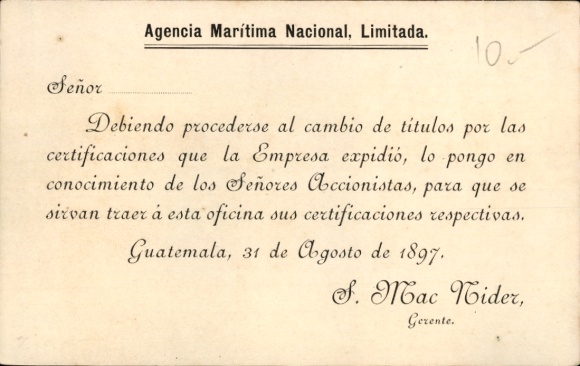 Agencia Marítima Nacional, Limitada.
10.-
Señor
Debiendo procederse al cambio de títulos por las
certificaciones que la Empresa expidió, lo pongo en
conocimiento de los Señores Accionistas, para que se
sirvan traer á esta oficina sus certificaciones respectivas.
Guatemala, 31 de Agosto de 1897.
S. Mac Nider,
Gerente.